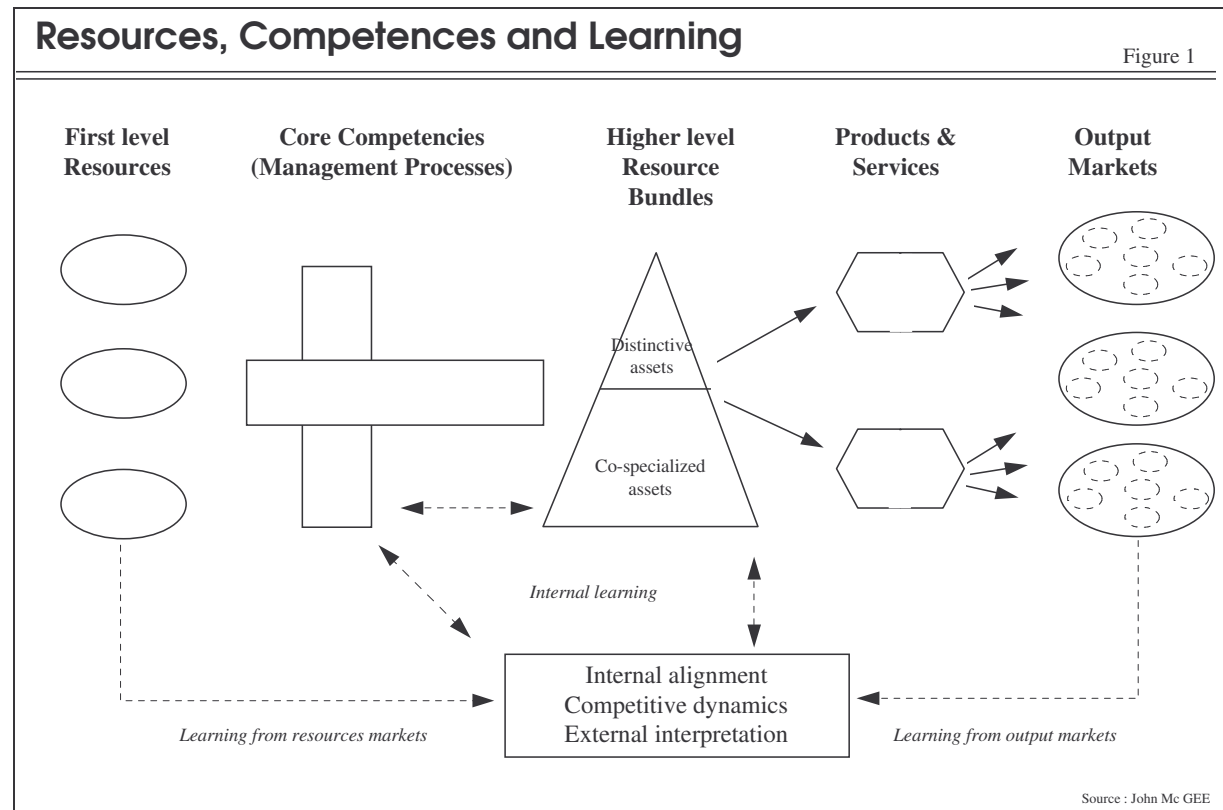 Resources, Competences and Learning
Figure 1
First level
Resources
Core Competencies
(Management Processes)
Higher level
Resource
Bundles
Products &
Services
Output
Markets
Distinctive
assets
Co-specialized
assets
Internal learning
Internal alignment
Competitive dynamics
External interpretation
Learning from resources markets
Learning from output markets
Source : John Mc GEE